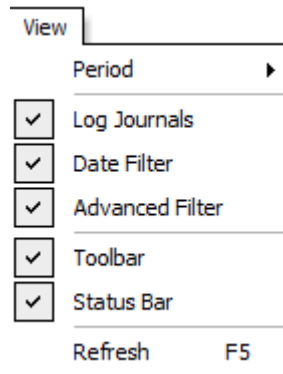 View
Period
Log Journals
Date Filter
Advanced Filter
Toolbar
Status Bar
Refresh F5